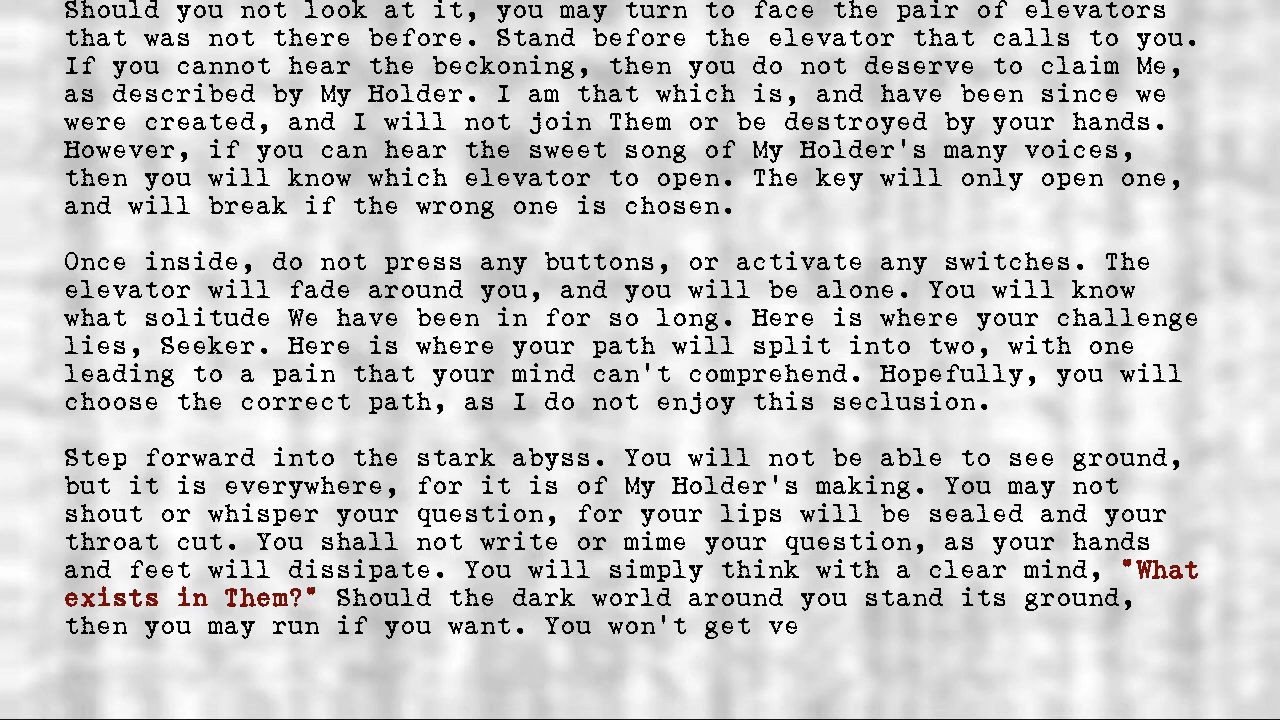 Should you not look at it, you may turn to face the pair of elevators
that was not there before. Stand before the elevator that calls to you.
If you cannot hear the beckoning, then you do not deserve to claim Me,
as described by My Holder. I am that which is, and have been since we
were created, and I will not join Them or be destroyed by your hands.
However, if you can hear the sweet song of My Holder's many voices,
then you will know which elevator to open. The key will only open one,
and will break if the wrong one is chosen.

Once inside, do not press any buttons, or activate any switches. The
elevator will fade around you, and you will be alone. You will know
what solitude We have been in for so long. Here is where your challenge
lies, Seeker. Here is where your path will split into two, with one
leading to a pain that your mind can't comprehend. Hopefully, you will
choose the correct path, as I do not enjoy this seclusion.

Step forward into the stark abyss. You will not be able to see ground,
but it is everywhere, for it is of My Holder's making. You may not
shout or whisper your question, for your lips will be sealed and your
throat cut. You shall not write or mime your question, as your hands
and feet will dissipate. You will simply think with a clear mind, "What
exists in Them?" Should the dark world around you stand its ground,
then you may run if you want. You won't get ve